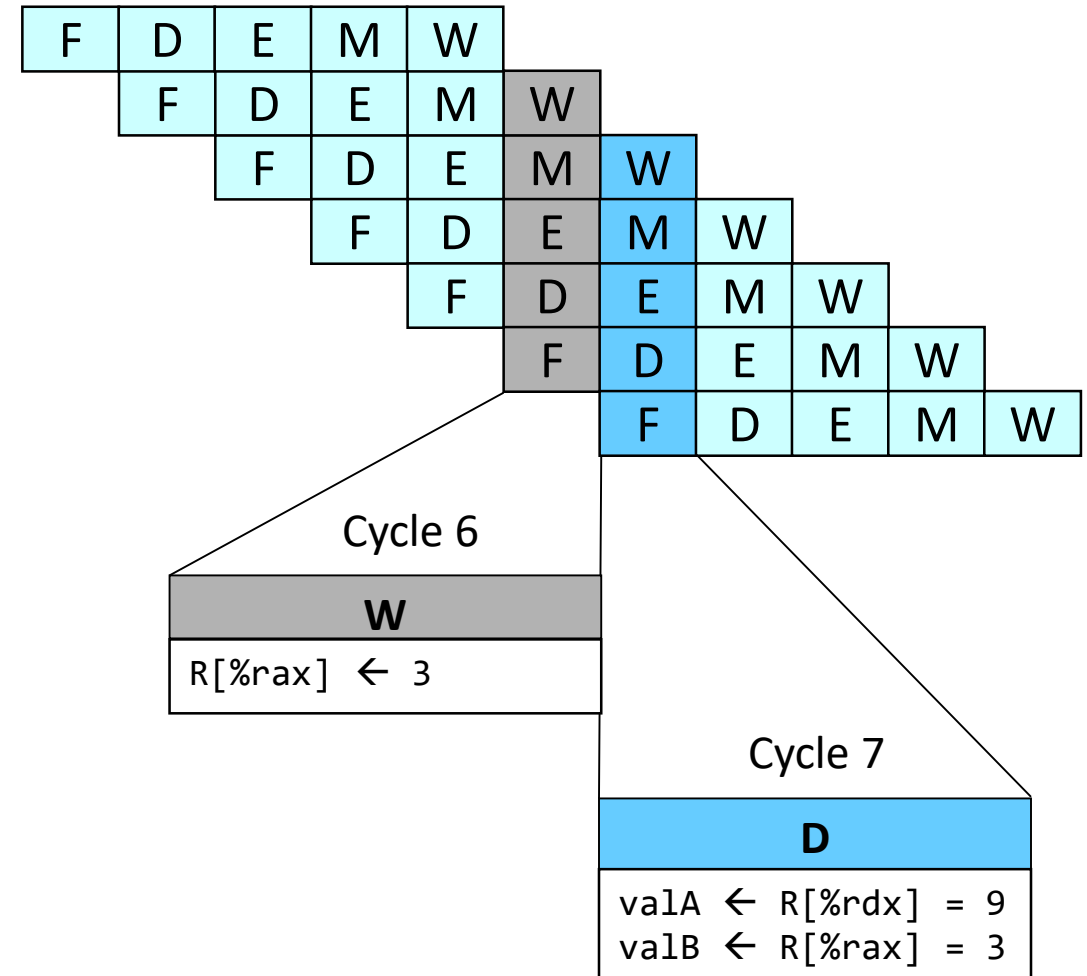 F D E M W
F D E M W
F D E M W
F D E M W
F D E M W
F D E M W
F D E M W
Cycle 6
W
R[%rax] ← 3
Cycle 7
D
valA ← R[%rdx] = 9
valB ← R[%rax] = 3